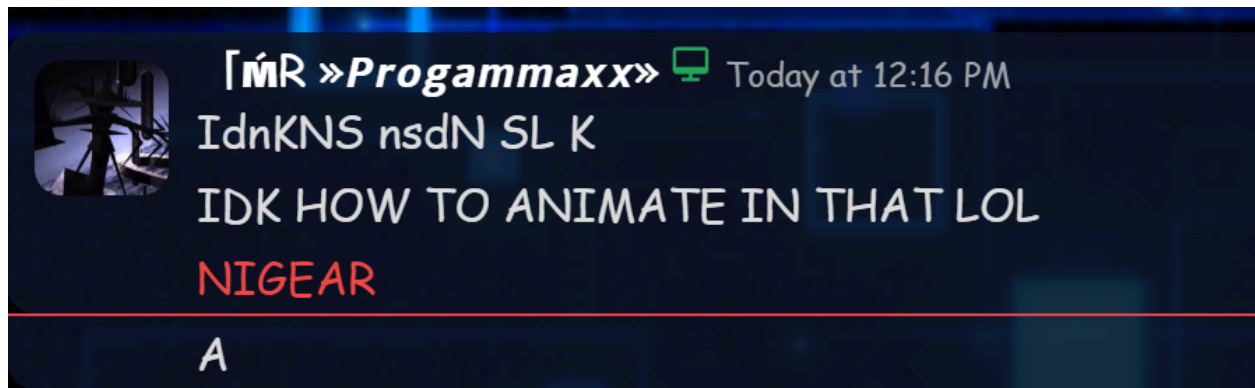 「ḾR »Progammaxx» Today at 12:16 PM
IdnKNS nsdN SL K
IDK HOW TO ANIMATE IN THAT LOL
NIGEAR
A